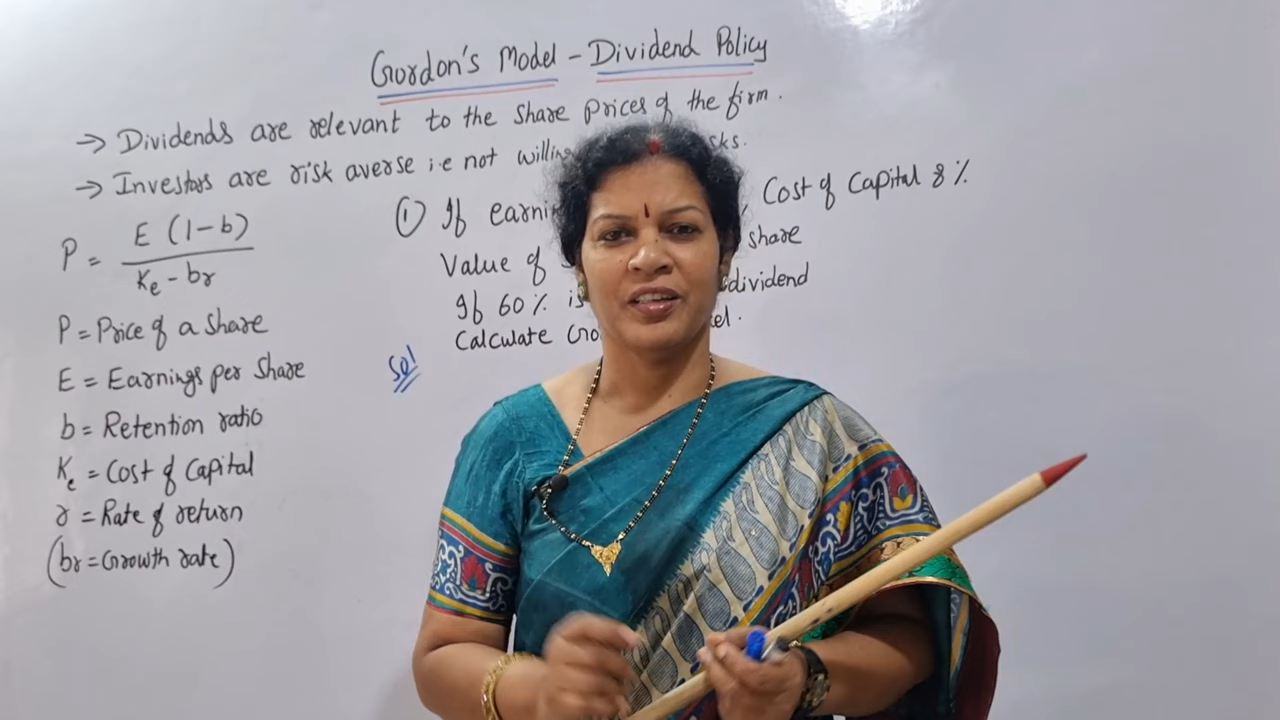 Gordon's Model - Dividend Policy
→ Dividends are relevant to the share prices of the firm.
→ Investors are risk averse i.e not
P = E (1-b) / Ke - br
P = Price of a share
E = Earnings per share
b = Retention ratio
Ke = Cost of Capital
r = Rate of return
(br = Growth rate)
① If Cost of Capital 8%
Value of share
If 60% is dividend
Calculate
Sol